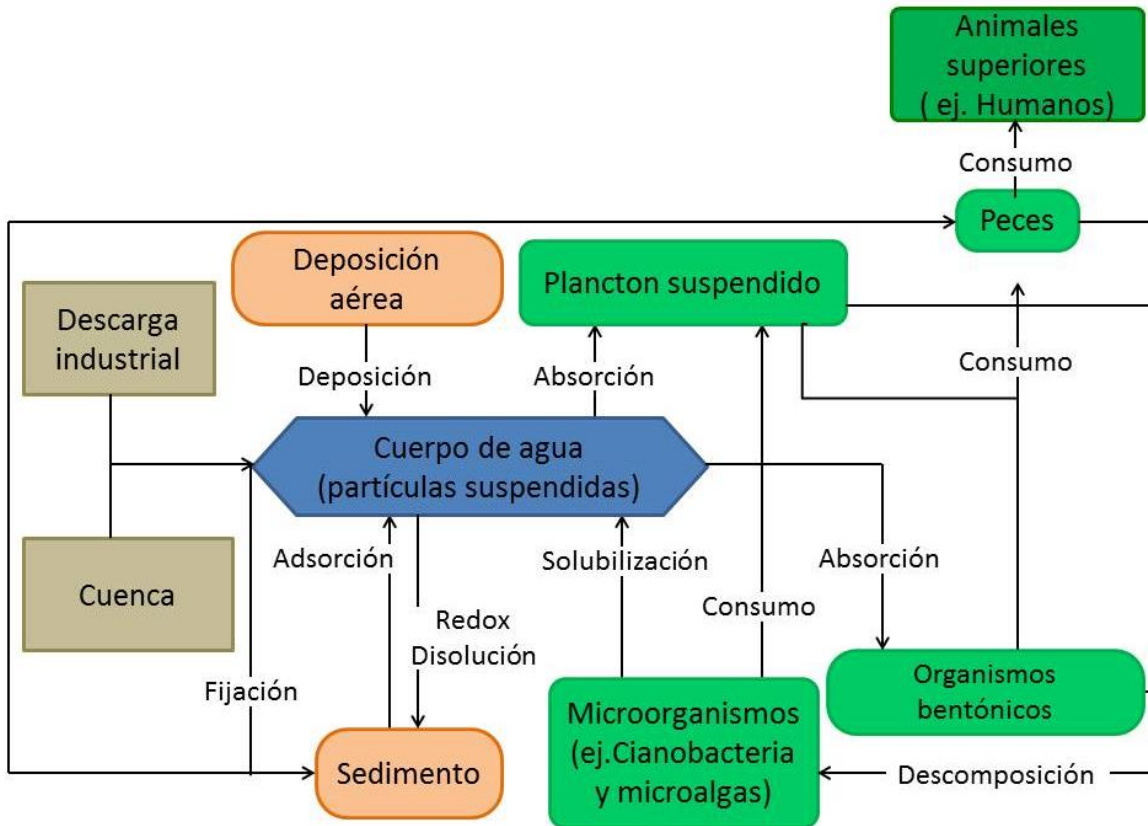 Animales
superiores
( ej. Humanos)
Consumo
Peces
Deposición
aérea
Plancton suspendido
Descarga
industrial
Deposición
Absorción
Consumo
Cuerpo de agua
(partículas suspendidas)
Adsorción
Solubilización
Absorción
Cuenca
Redox
Disolución
Consumo
Fijación
Microorganismos
(ej.Cianobacteria
y microalgas)
Organismos
bentónicos
Sedimento
Descomposición